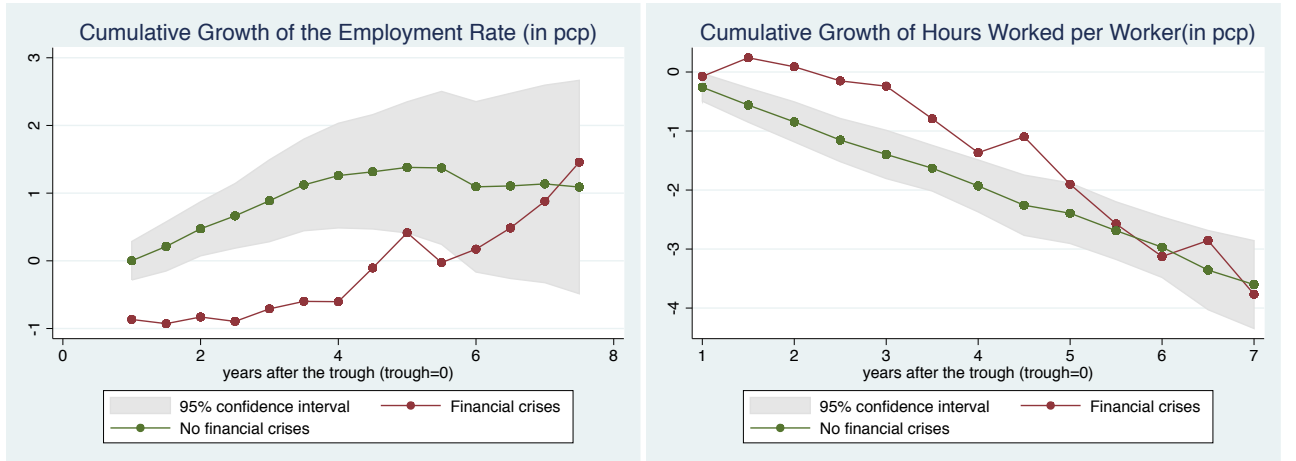 Cumulative Growth of the Employment Rate (in pcp)
3
2
1
0
-1
0 2 4 6 8
years after the trough (trough=0)
95% confidence interval Financial crises
No financial crises
Cumulative Growth of Hours Worked per Worker(in pcp)
0
-1
-2
-3
-4
1 2 3 4 5 6 7
years after the trough (trough=0)
95% confidence interval Financial crises
No financial crises